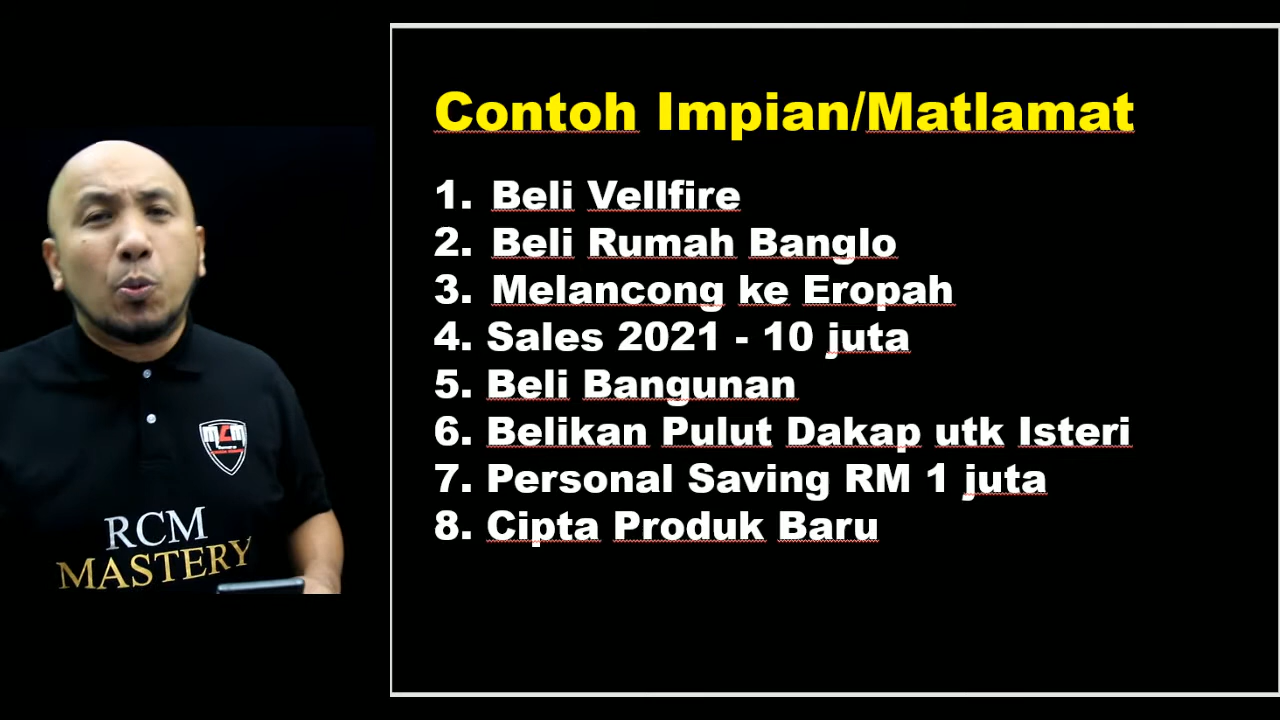 Contoh Impian/Matlamat
1. Beli Vellfire
2. Beli Rumah Banglo
3. Melancong ke Eropah
4. Sales 2021 - 10 juta
5. Beli Bangunan
6. Belikan Pulut Dakap utk Isteri
7. Personal Saving RM 1 juta
8. Cipta Produk Baru
RCM
MASTERY